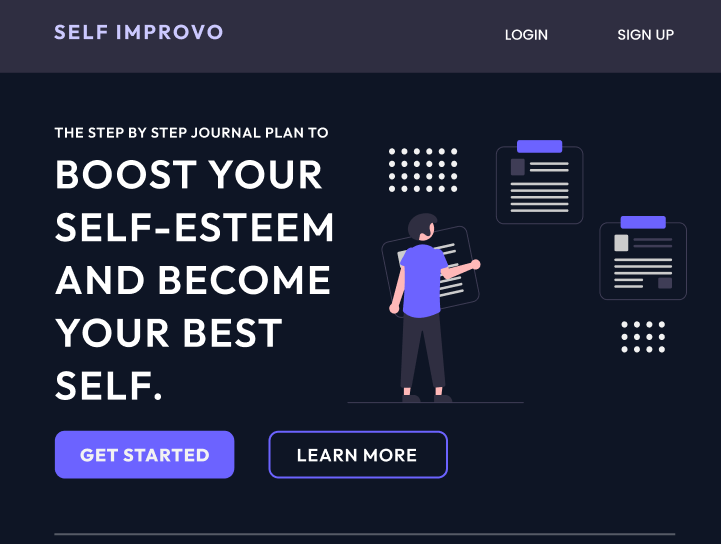 SELF IMPROVO
LOGIN
SIGN UP
THE STEP BY STEP JOURNAL PLAN TO
BOOST YOUR
SELF-ESTEEM
AND BECOME
YOUR BEST
SELF.
GET STARTED
LEARN MORE